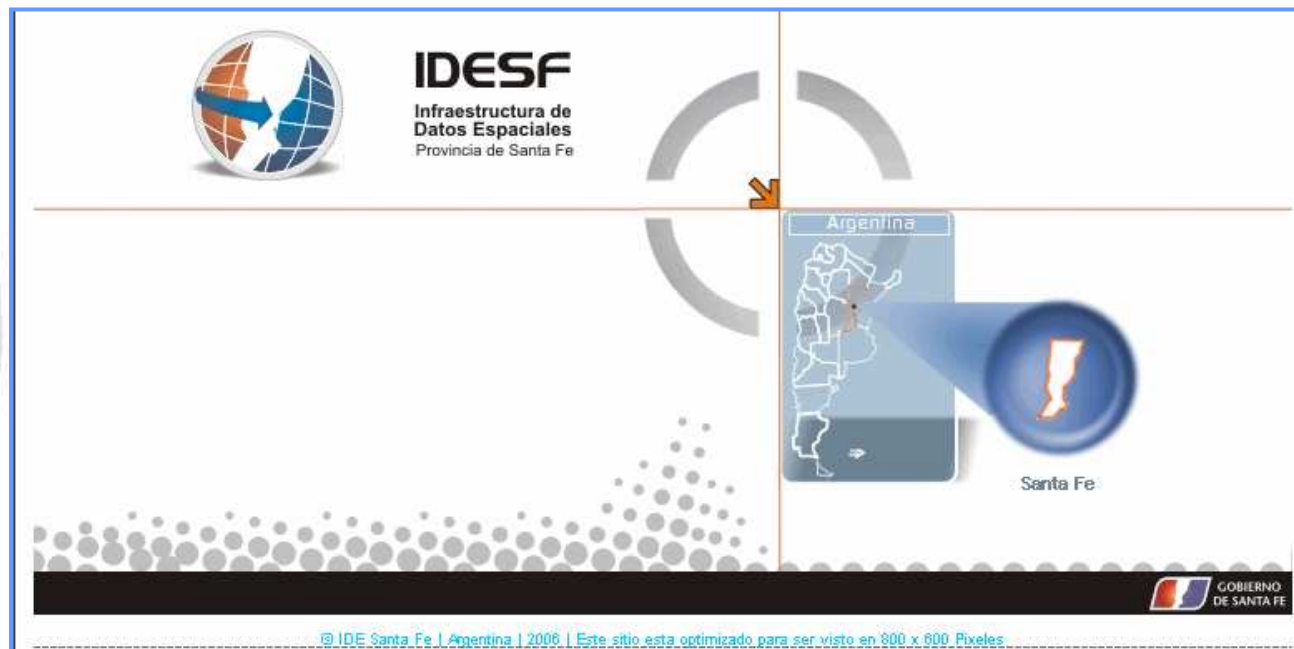 IDESF
Infraestructura de
Datos Espaciales
Provincia de Santa Fe
Argentina
Santa Fe
GOBIERNO
DE SANTA FE
© IDE Santa Fe | Argentina | 2006 | Este sitio esta optimizado para ser visto en 800 x 600 Pixeles